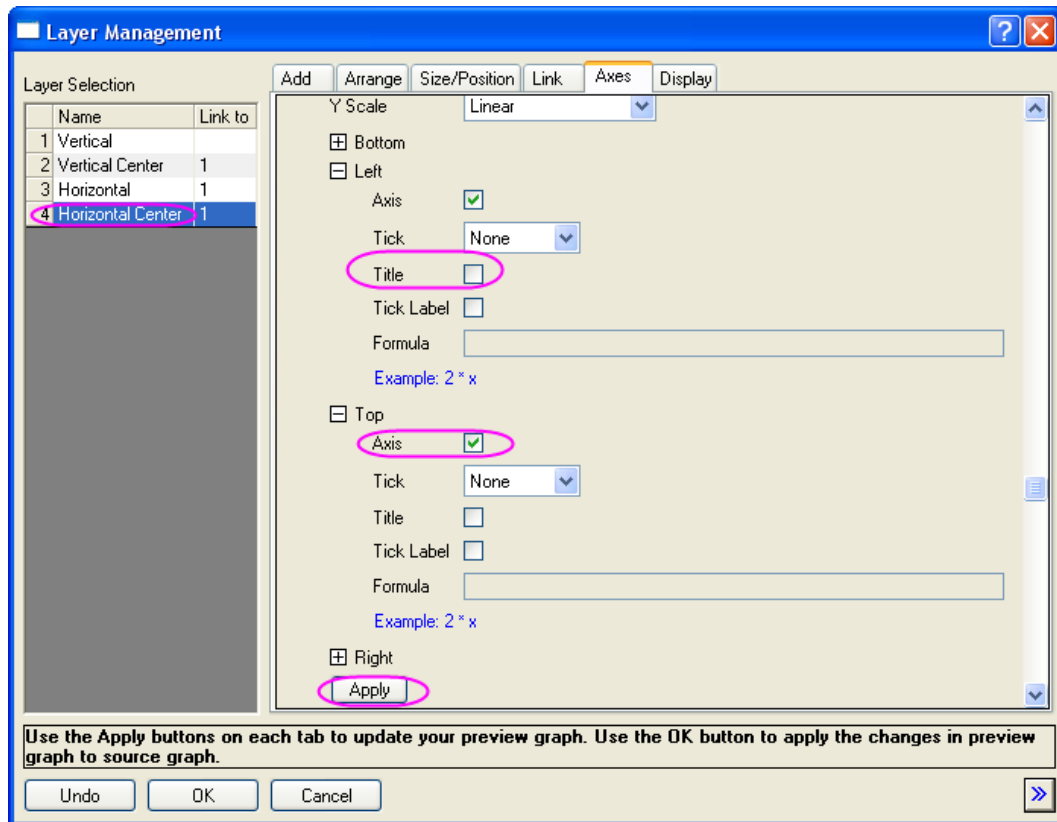 Layer Management
Layer Selection
Name Link to
1 Vertical
2 Vertical Center 1
3 Horizontal 1
4 Horizontal Center 1
Add Arrange Size/Position Link Axes Display
Y Scale Linear
Bottom
Left
Axis
Tick None
Title
Tick Label
Formula
Example: 2 * x
Top
Axis
Tick None
Title
Tick Label
Formula
Example: 2 * x
Right
Apply
Use the Apply buttons on each tab to update your preview graph. Use the OK button to apply the changes in preview
graph to source graph.
Undo OK Cancel